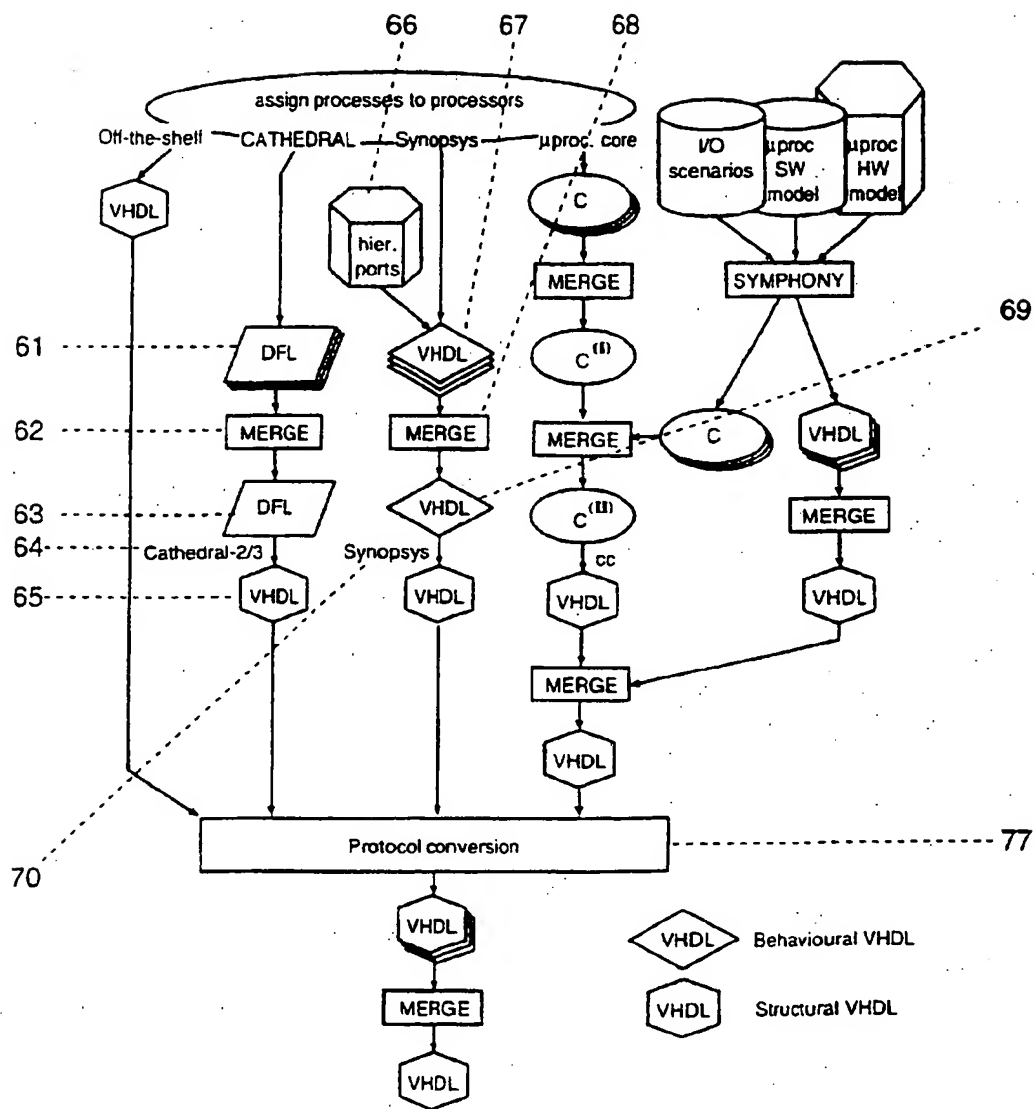 66 67 68
assign processes to processors
Off-the-shelf CATHEDRAL Synopsys μproc. core
I/O scenarios
μproc SW model
μproc HW model
VHDL
C
hier. ports
MERGE
SYMPHONY
69
61
DFL
VHDL
C (I)
62
MERGE
MERGE
MERGE
C
VHDL
63
DFL
VHDL
C (II)
MERGE
64
Cathedral-2/3
Synopsys
cc
65
VHDL
VHDL
VHDL
VHDL
MERGE
VHDL
Protocol conversion
77
70
VHDL
VHDL Behavioural VHDL
MERGE
VHDL Structural VHDL
VHDL